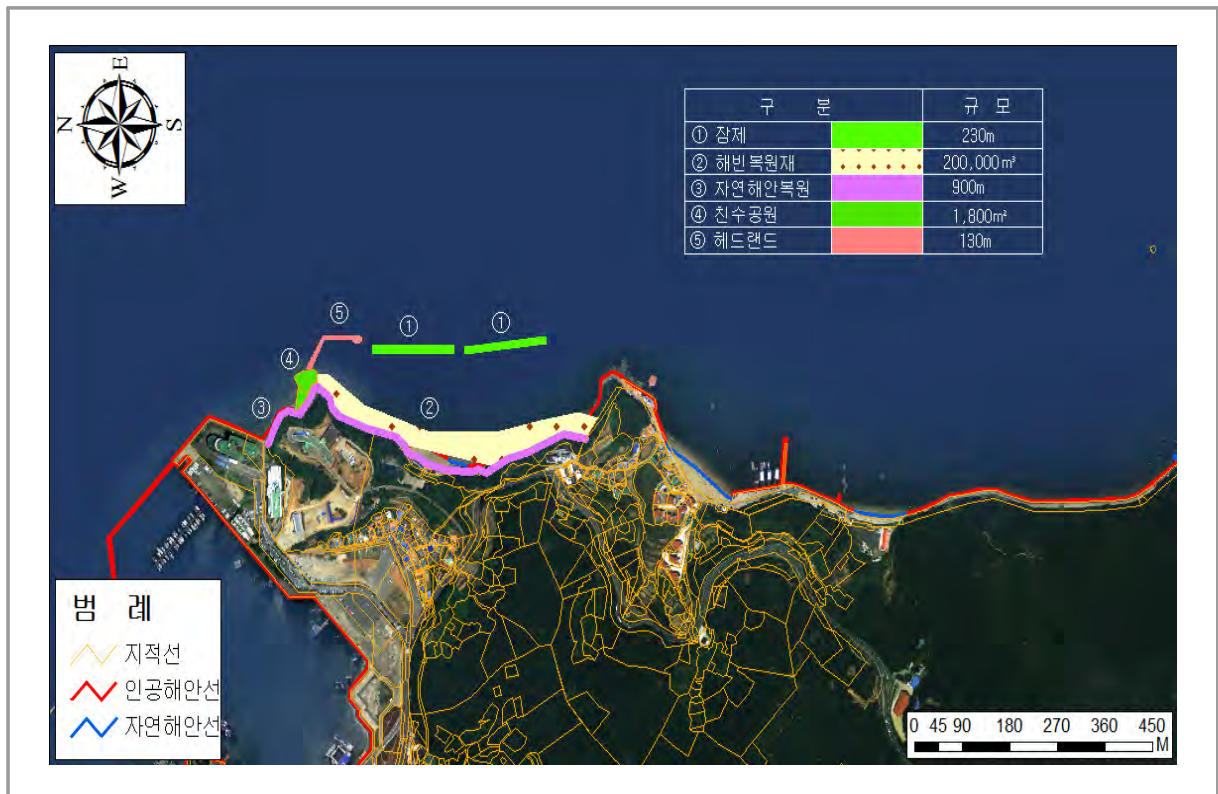 E
N
S
W
구 분 규 모
① 잠제 230m
② 해빈복원재 200,000㎥
③ 자연해안복원 900m
④ 친수공원 1,800㎡
⑤ 헤드랜드 130m
⑤ ① ①
④
③ ②
범 례
지적선
인공해안선
자연해안선
0 45 90 180 270 360 450
M